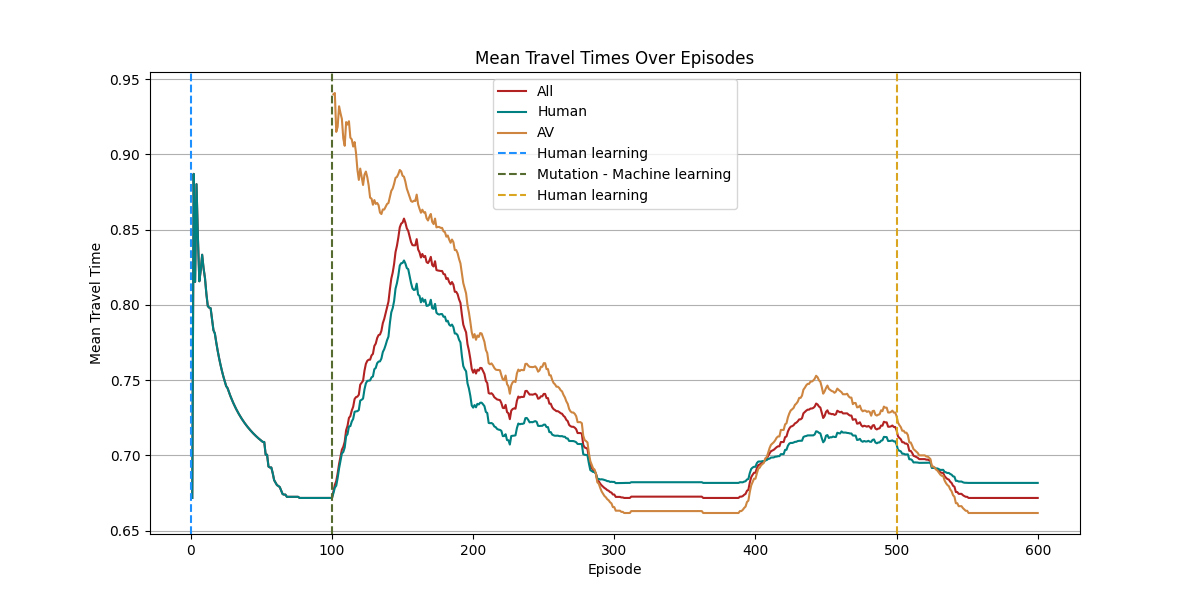 Mean Travel Times Over Episodes
Mean Travel Time
0.95
0.90
0.85
0.80
0.75
0.70
0.65
All
Human
AV
Human learning
Mutation - Machine learning
Human learning
0 100 200 300 400 500 600
Episode